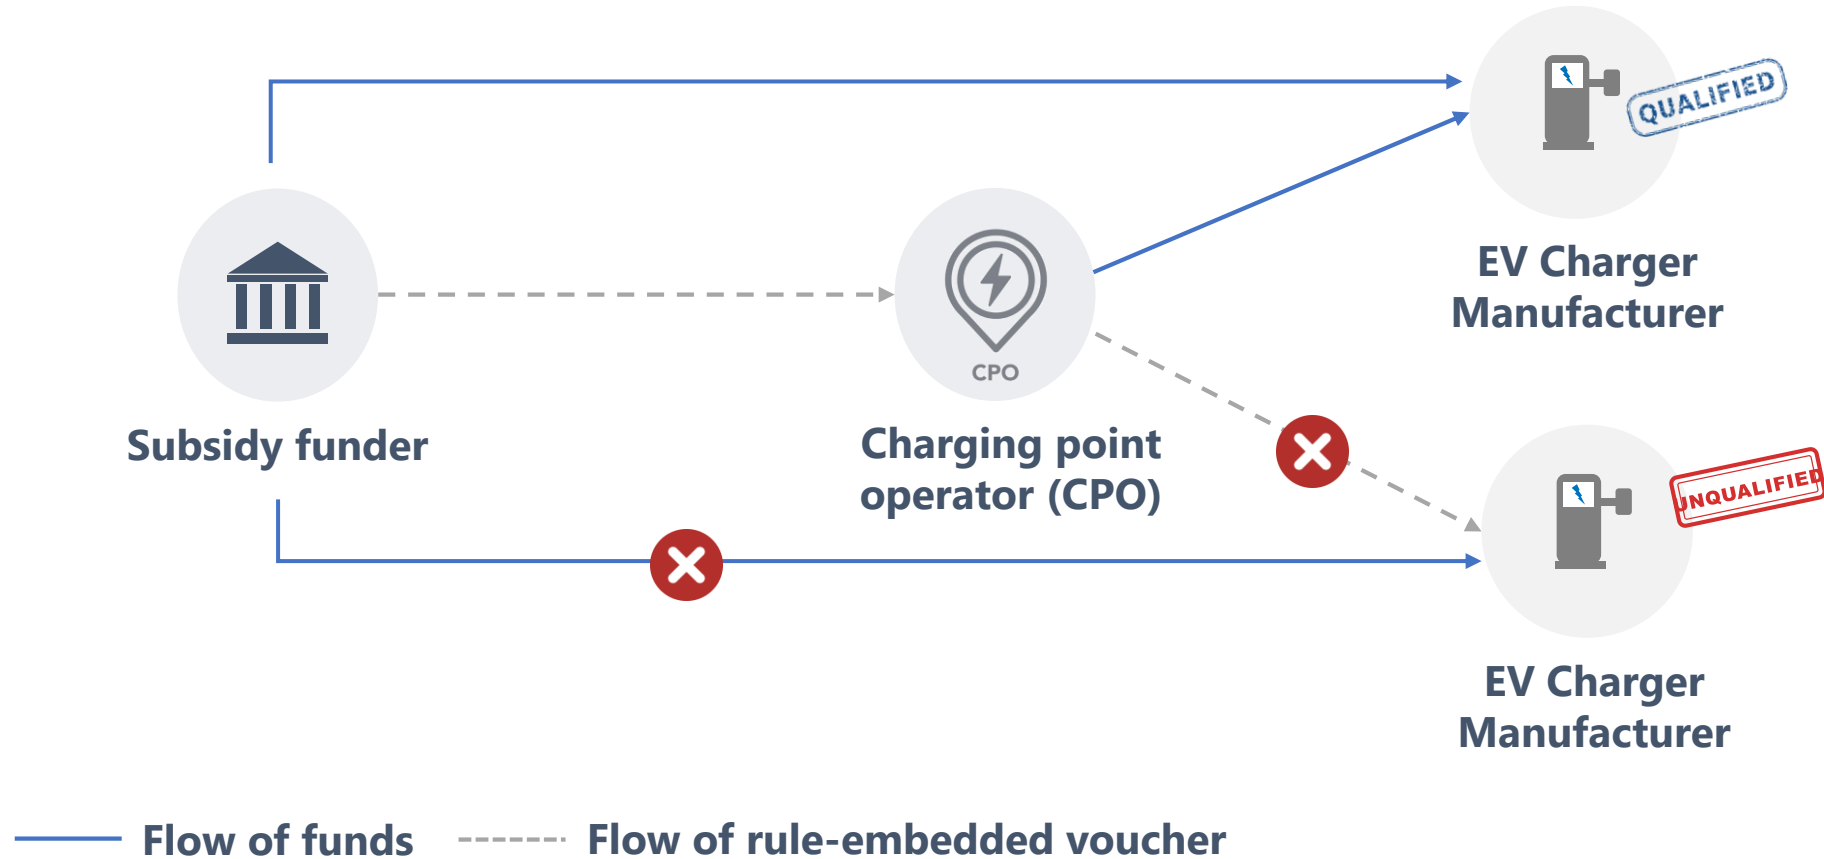 QUALIFIED
EV Charger
Manufacturer
CPO
Subsidy funder
Charging point
operator (CPO)
UNQUALIFIED
EV Charger
Manufacturer
Flow of funds
Flow of rule-embedded voucher